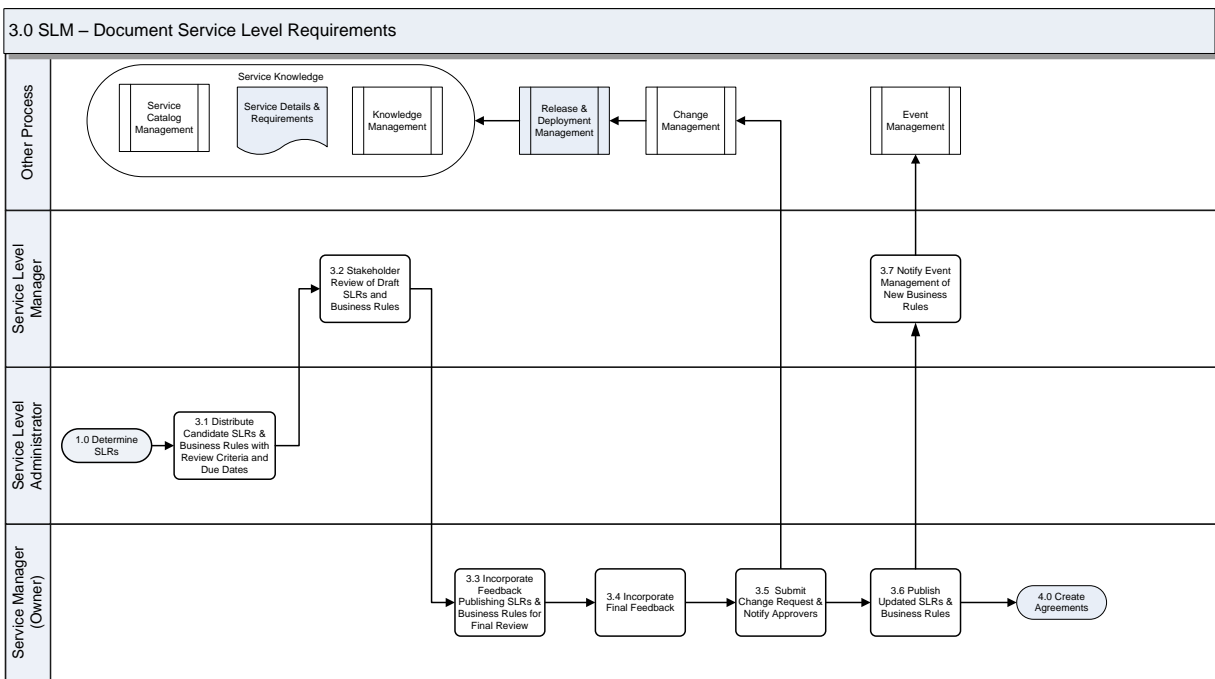 3.0 SLM – Document Service Level Requirements
Other Process
Service Knowledge
Service
Catalog
Management
Service Details &
Requirements
Knowledge
Management
Release &
Deployment
Management
Change
Management
Event
Management
Service Level
Manager
3.2 Stakeholder
Review of Draft
SLRs and
Business Rules
3.7 Notify Event
Management of
New Business
Rules
Service Level
Administrator
1.0 Determine
SLRs
3.1 Distribute
Candidate SLRs &
Business Rules with
Review Criteria and
Due Dates
Service Manager
(Owner)
3.3 Incorporate
Feedback
Publishing SLRs &
Business Rules for
Final Review
3.4 Incorporate
Final Feedback
3.5 Submit
Change Request &
Notify Approvers
3.6 Publish
Updated SLRs &
Business Rules
4.0 Create
Agreements